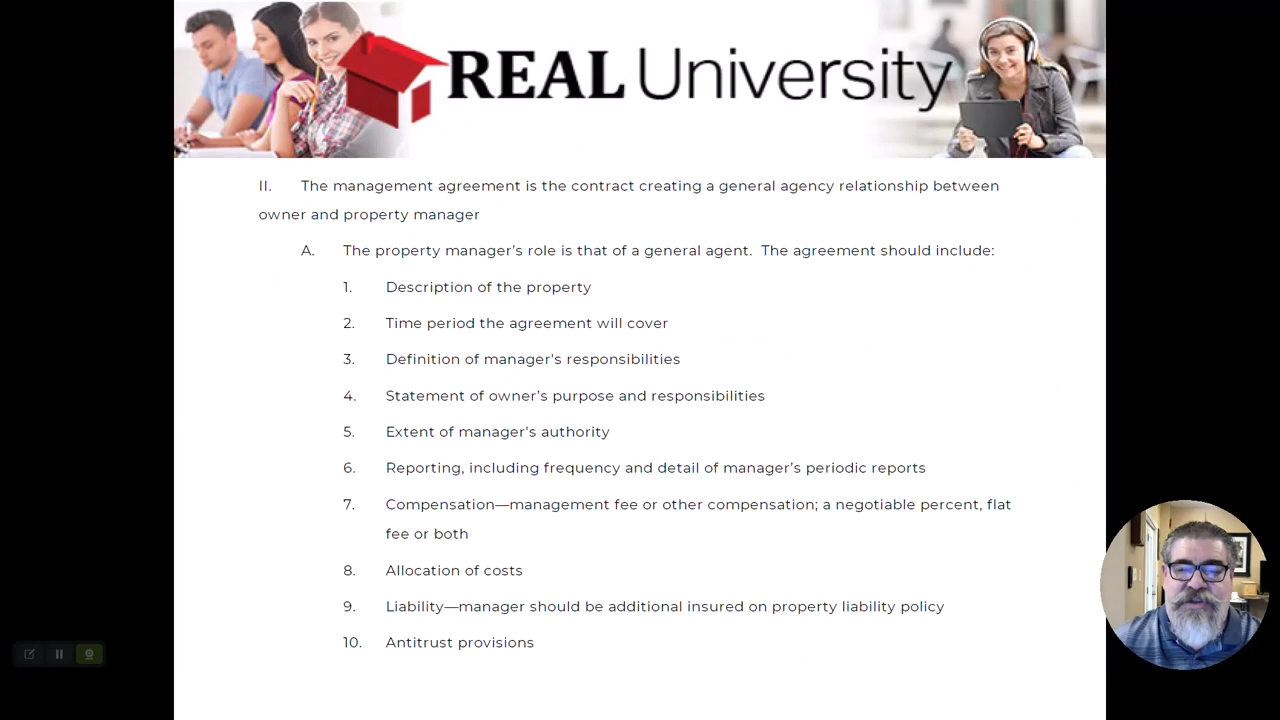 REAL University
II. The management agreement is the contract creating a general agency relationship between
owner and property manager
A. The property manager’s role is that of a general agent.  The agreement should include:
1. Description of the property
2. Time period the agreement will cover
3. Definition of manager's responsibilities
4. Statement of owner’s purpose and responsibilities
5. Extent of manager's authority
6. Reporting, including frequency and detail of manager’s periodic reports
7. Compensation—management fee or other compensation; a negotiable percent, flat
fee or both
8. Allocation of costs
9. Liability—manager should be additional insured on property liability policy
10. Antitrust provisions